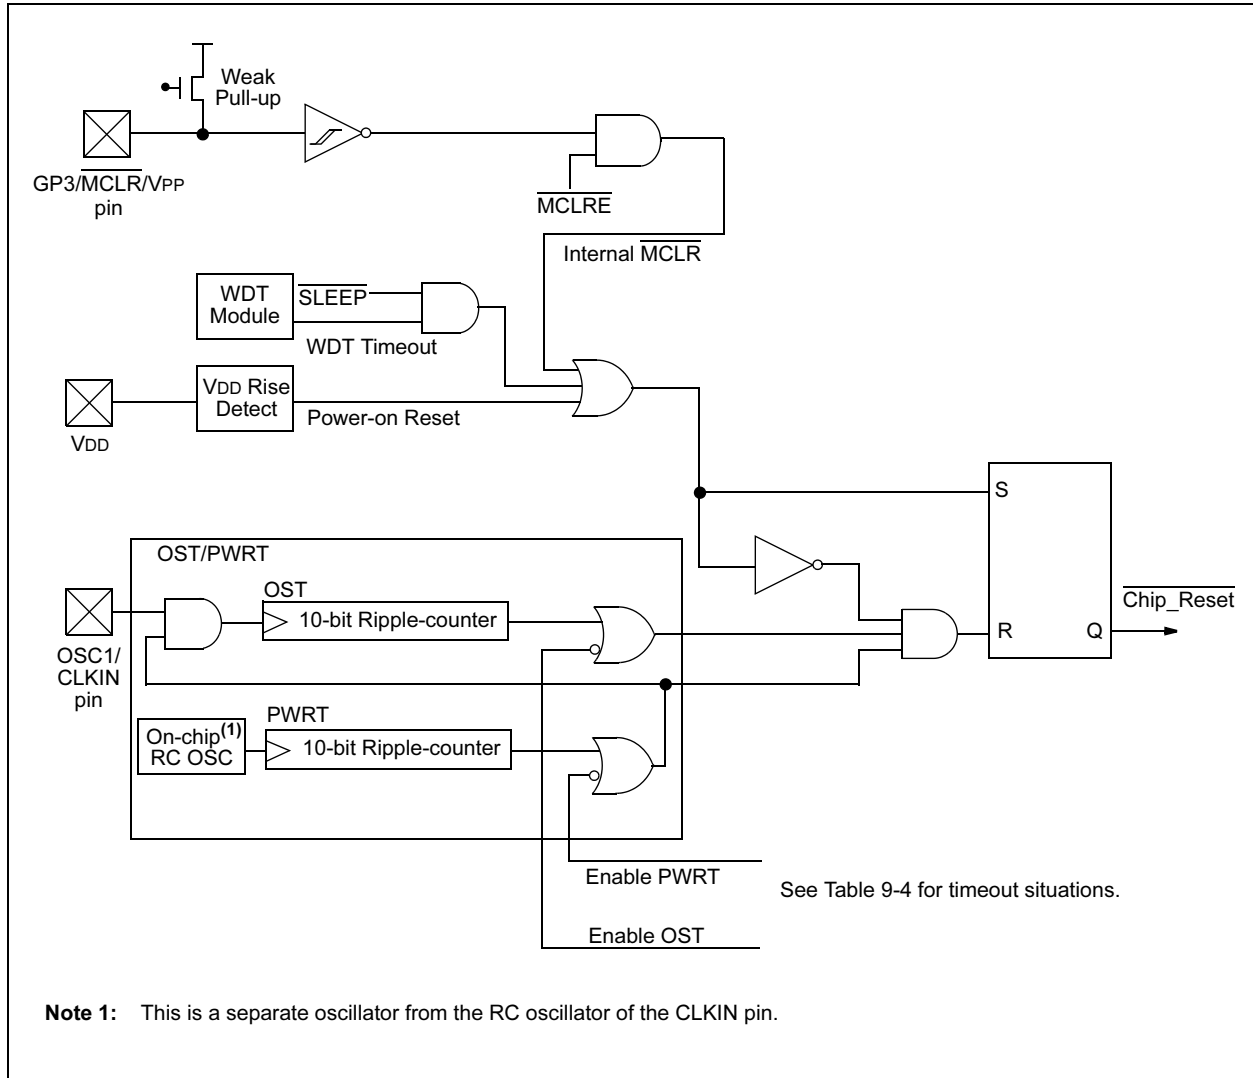 Weak
Pull-up
GP3/MCLR/VPP
pin
MCLRE
Internal MCLR
WDT
Module
SLEEP
WDT Timeout
VDD Rise
Detect
Power-on Reset
VDD
S
OST/PWRT
OST
10-bit Ripple-counter
Chip_Reset
R
Q
OSC1/
CLKIN
pin
PWRT
On-chip(1)
RC OSC
10-bit Ripple-counter
Enable PWRT
See Table 9-4 for timeout situations.
Enable OST
Note 1: This is a separate oscillator from the RC oscillator of the CLKIN pin.